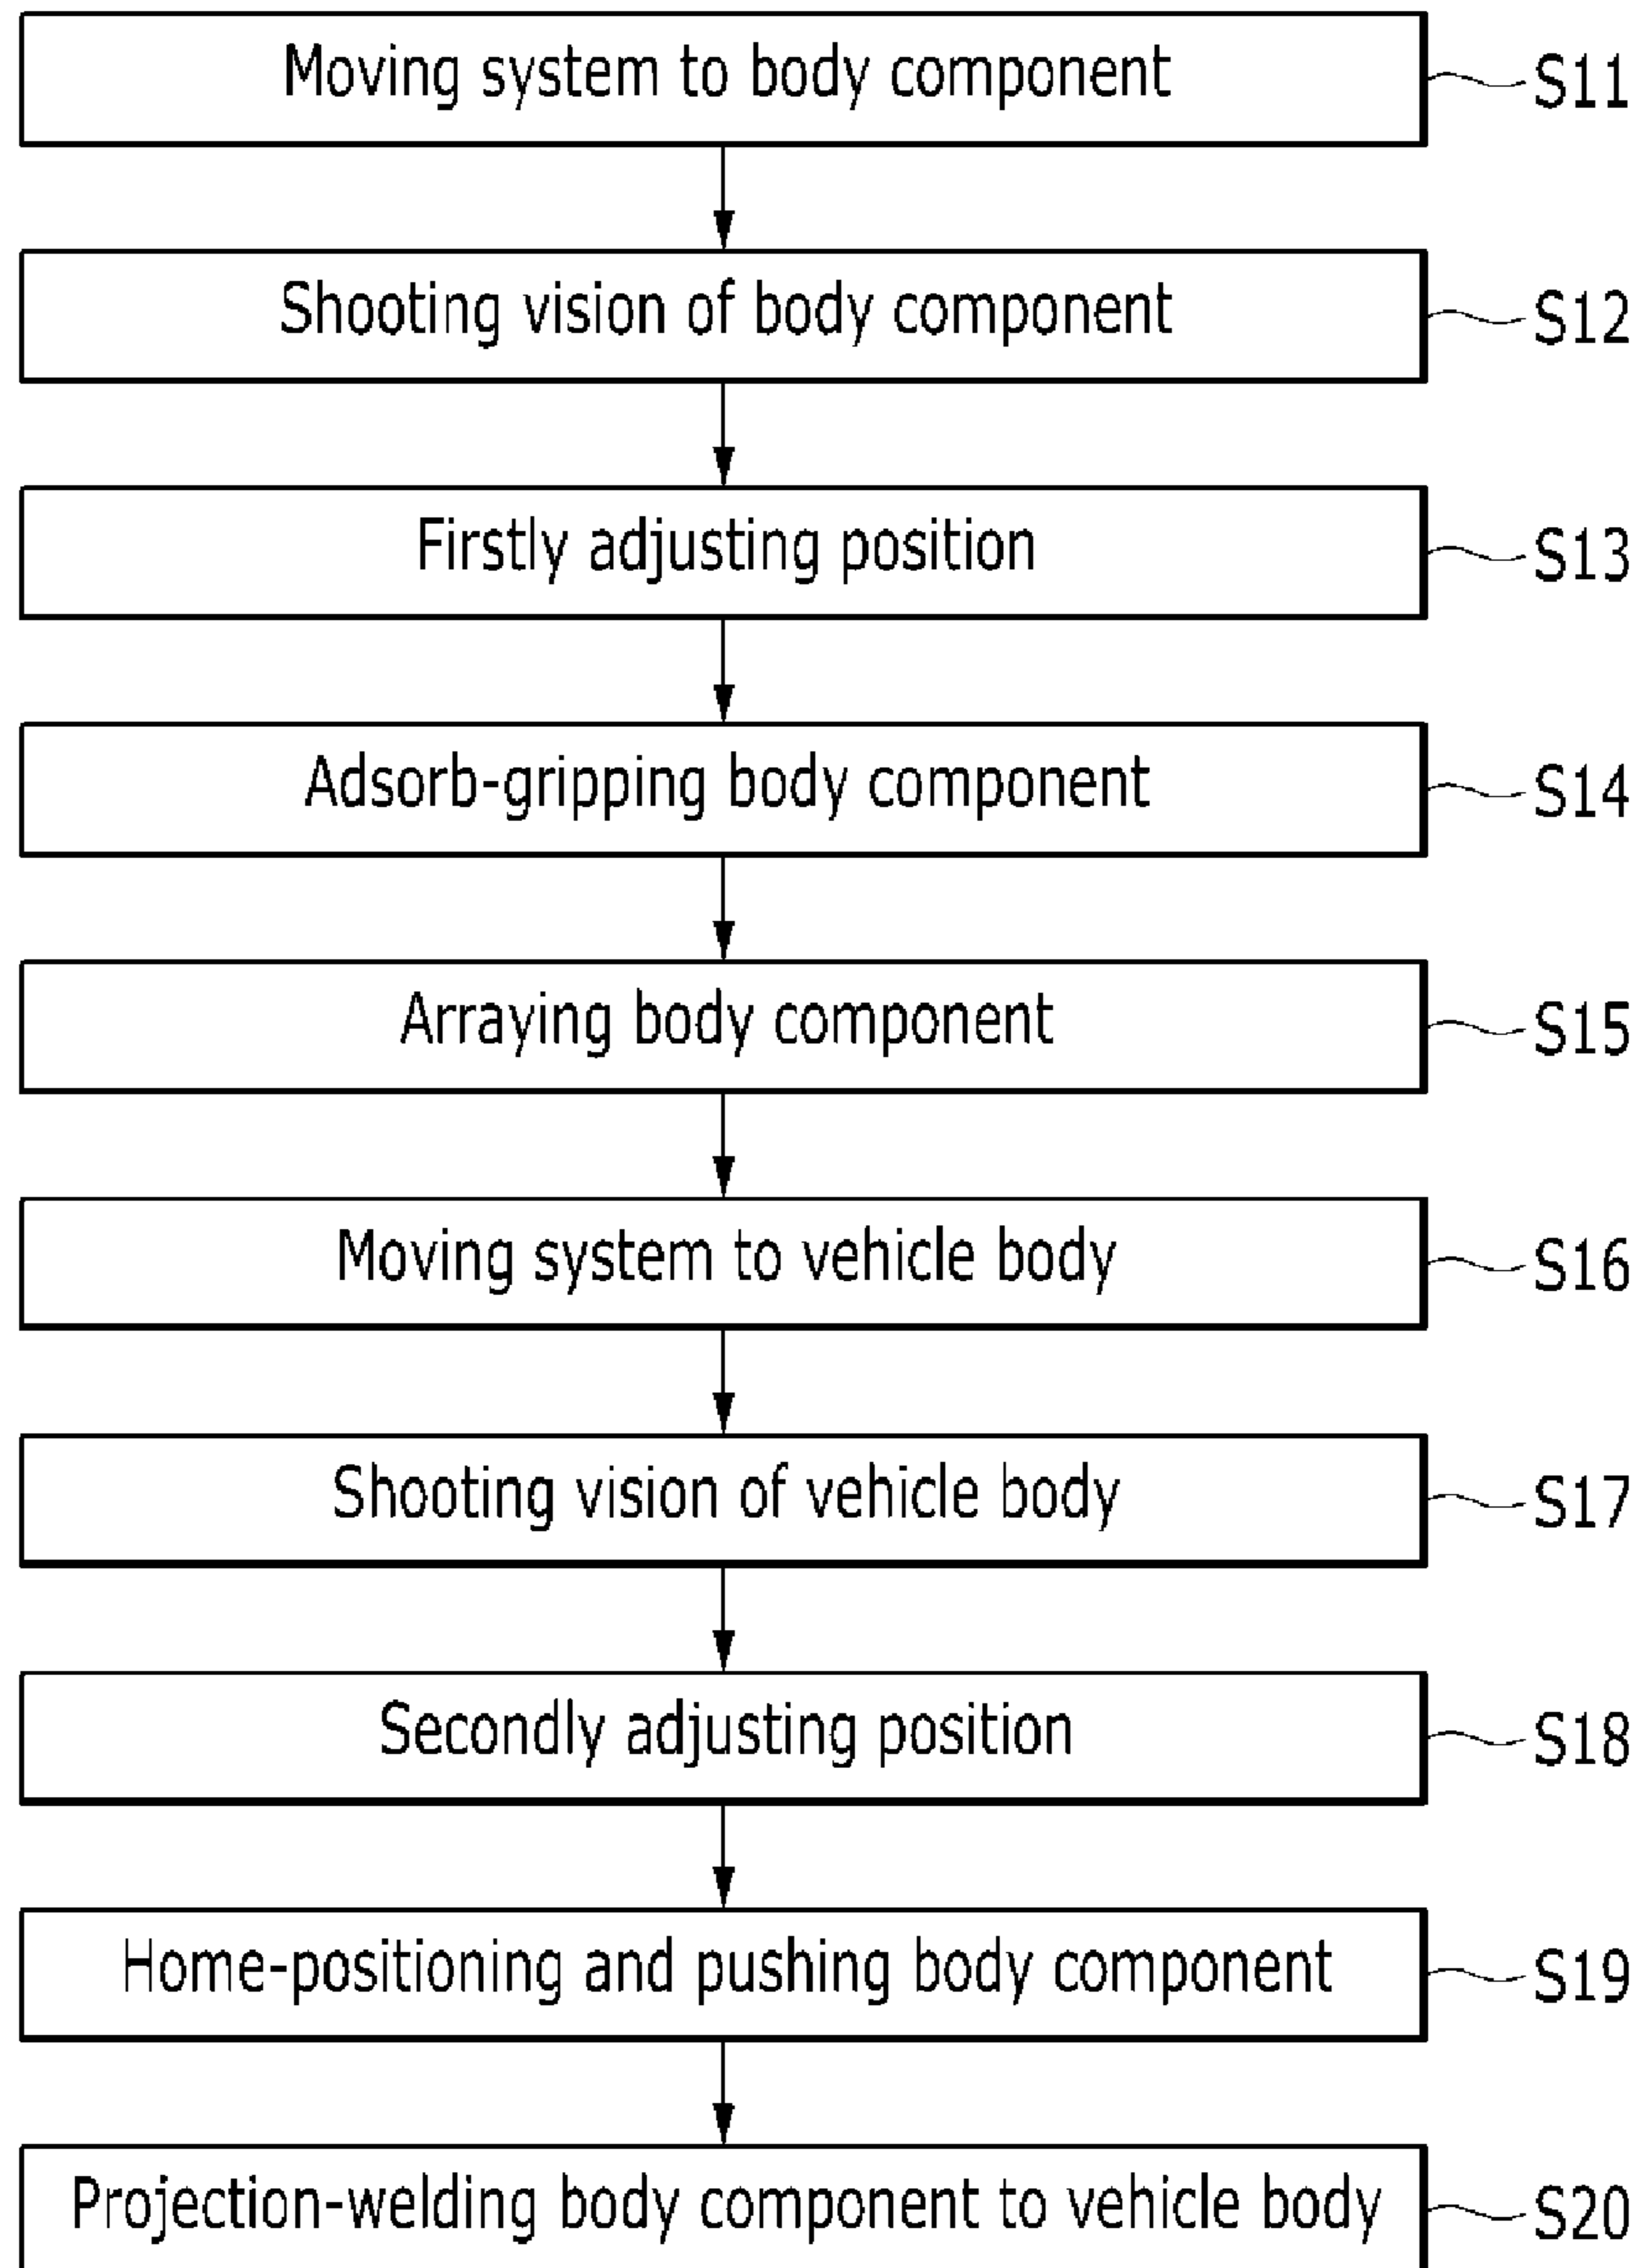 Moving system to body component S11
Shooting vision of body component S12
Firstly adjusting position S13
Adsorb-gripping body component S14
Arraying body component S15
Moving system to vehicle body S16
Shooting vision of vehicle body S17
Secondly adjusting position S18
Home-positioning and pushing body component S19
Projection-welding body component to vehicle body S20